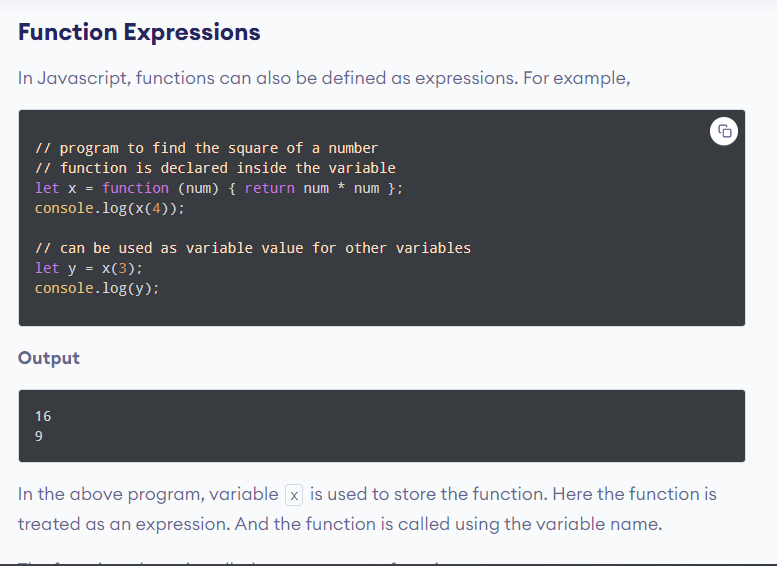 Function Expressions
In Javascript, functions can also be defined as expressions. For example,
// program to find the square of a number
// function is declared inside the variable
let x = function (num) { return num * num };
console.log(x(4));
// can be used as variable value for other variables
let y = x(3);
console.log(y);
Output
16
9
In the above program, variable x is used to store the function. Here the function is
treated as an expression. And the function is called using the variable name.